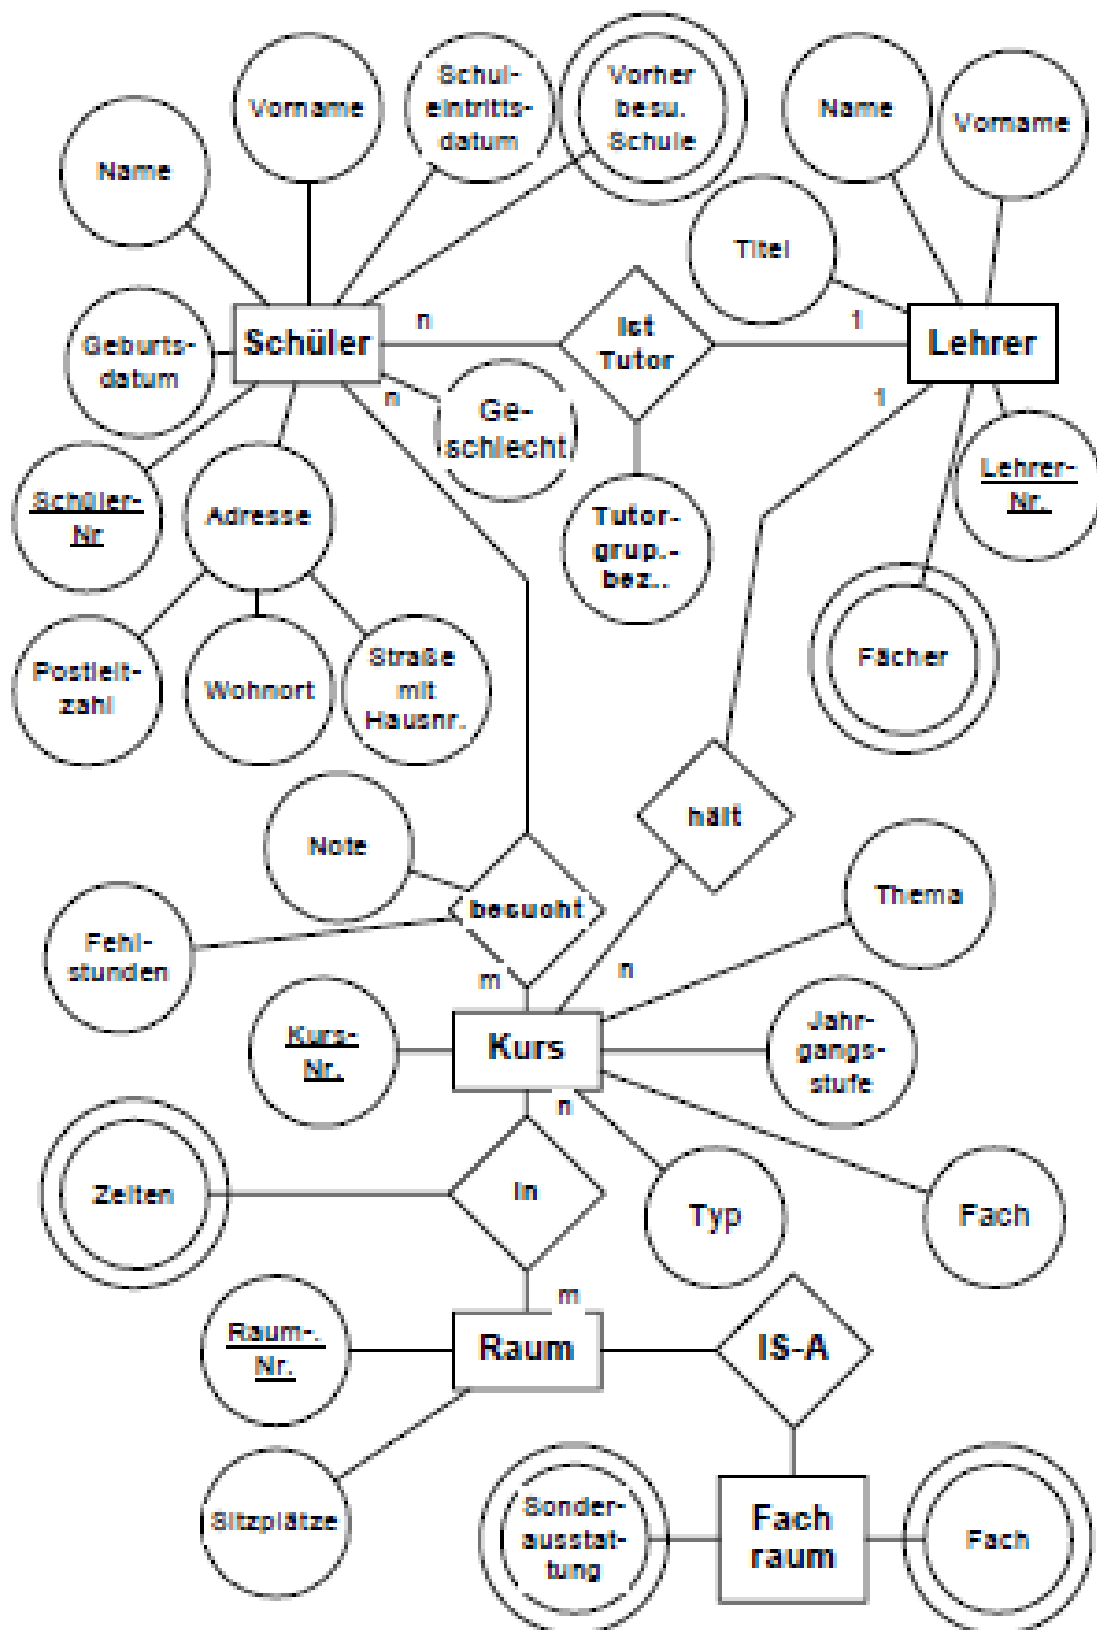 Schul-
eintritts-
datum
Vorher
besu.
Schule
Vorname
Name
Name
Vorname
Titel
Geburts-
datum
Schüler
n
Ist
Tutor
1
Lehrer
n
Ge-
schlecht
1
Schüler-
Nr
Adresse
Tutor-
grup.-
bez..
Lehrer-
Nr.
Postleit-
zahl
Wohnort
Straße
mit
Hausnr.
Fächer
hält
Note
besucht
Thema
Fehl-
stunden
m
n
Kurs-
Nr.
Kurs
Jahr-
gangs-
stufe
n
Zeiten
in
Typ
Fach
m
Raum-.
Nr.
Raum
IS-A
Sitzplätze
Sonder-
ausstat-
tung
Fach
raum
Fach